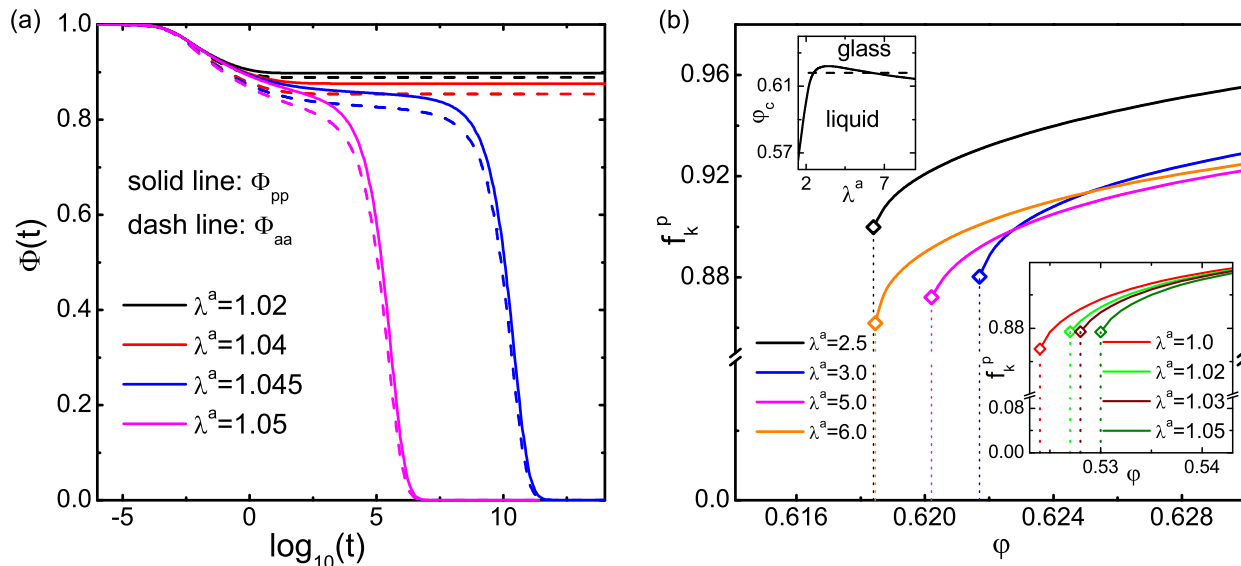 (a)
1.0
0.8
0.6
0.4
0.2
0.0
Φ(t)
solid line: Φpp
dash line: Φaa
λa=1.02
λa=1.04
λa=1.045
λa=1.05
-5
0
5
10
log10(t)
(b)
0.96
0.92
0.88
0.0
fkp
glass
liquid
0.61
0.57
φc
2
7
λa
λa=2.5
λa=3.0
λa=5.0
λa=6.0
0.88
0.08
0.00
fkp
λa=1.0
λa=1.02
λa=1.03
λa=1.05
0.53
0.54
φ
0.616
0.620
0.624
0.628
φ